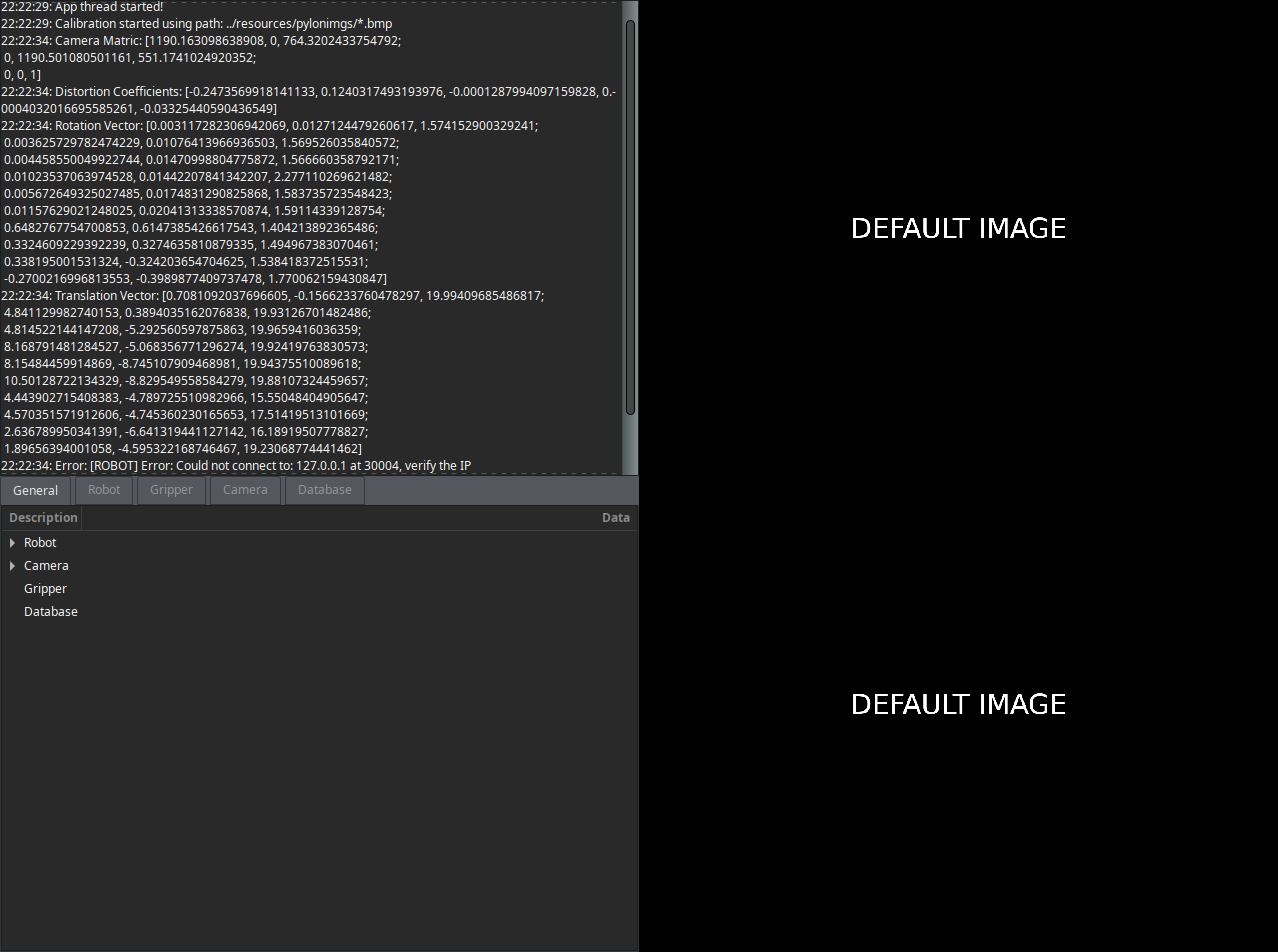 22:22:29: App thread started!
22:22:29: Calibration started using path: ../resources/pylonimgs/*.bmp
22:22:34: Camera Matric: [1190.163098638908, 0, 764.3202433754792;
0, 1190.501080501161, 551.1741024920352;
0, 0, 1]
22:22:34: Distortion Coefficients: [-0.2473569918141133, 0.1240317493193976, -0.0001287994097159828, 0.-
0004032016695585261, -0.03325440590436549]
22:22:34: Rotation Vector: [0.003117282306942069, 0.0127124479260617, 1.574152900329241;
0.003625729782474229, 0.01076413966936503, 1.569526035840572;
0.004458550049922744, 0.01470998804775872, 1.566660358792171;
0.01023537063974528, 0.01442207841342207, 2.277110269621482;
0.005672649325027485, 0.0174831290825868, 1.583735723548423;
0.01157629021248025, 0.02041313338570874, 1.59114339128754;
0.6482767754700853, 0.6147385426617543, 1.404213892365486;
0.3324609229392239, 0.3274635810879335, 1.494967383070461;
0.338195001531324, -0.324203654704625, 1.538418372515531;
-0.2700216996813553, -0.3989877409737478, 1.770062159430847]
22:22:34: Translation Vector: [0.7081092037696605, -0.1566233760478297, 19.99409685486817;
4.841129982740153, 0.3894035162076838, 19.93126701482486;
4.814522144147208, -5.292560597875863, 19.9659416036359;
8.168791481284527, -5.068356771296274, 19.92419763830573;
8.15484459914869, -8.745107909468981, 19.94375510089618;
10.50128722134329, -8.829549558584279, 19.88107324459657;
4.443902715408383, -4.789725510982966, 15.55048404905647;
4.570351571912606, -4.745360230165653, 17.51419513101669;
2.636789950341391, -6.641319441127142, 16.18919507778827;
1.89656394001058, -4.595322168746467, 19.23068774441462]
22:22:34: Error: [ROBOT] Error: Could not connect to: 127.0.0.1 at 30004, verify the IP
General Robot Gripper Camera Database
Description Data
Robot
Camera
Gripper
Database
DEFAULT IMAGE
DEFAULT IMAGE